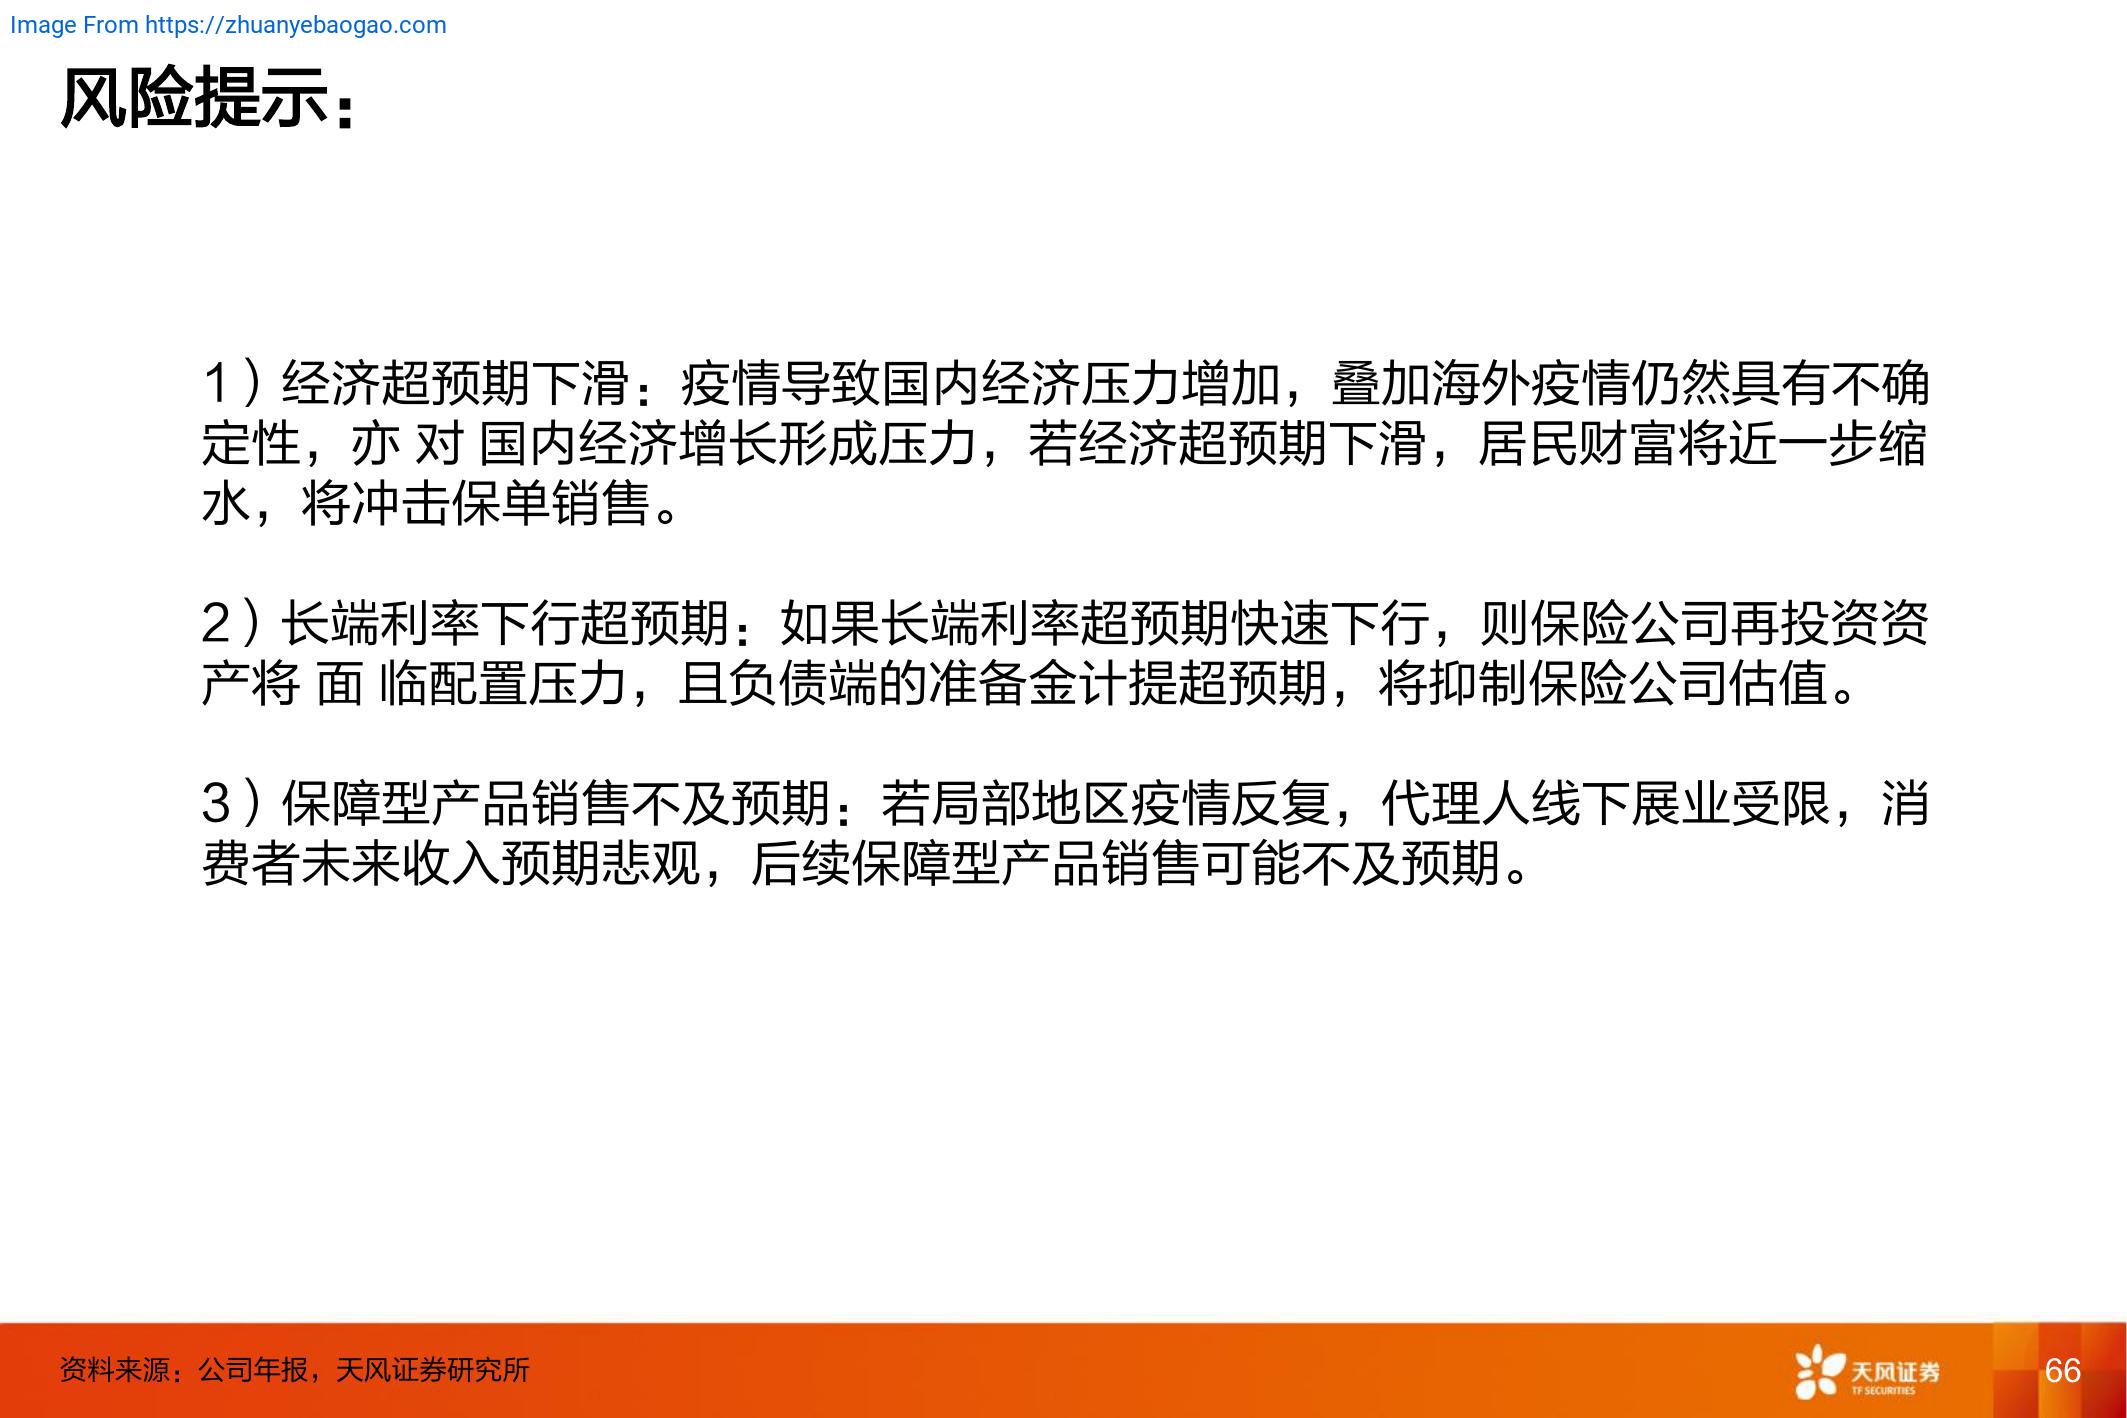 Image From https://zhuanyebaogao.com
风险提示：
1）经济超预期下滑：疫情导致国内经济压力增加，叠加海外疫情仍然具有不确
定性，亦 对 国内经济增长形成压力，若经济超预期下滑，居民财富将近一步缩
水，将冲击保单销售。
2）长端利率下行超预期：如果长端利率超预期快速下行，则保险公司再投资资
产将 面 临配置压力，且负债端的准备金计提超预期，将抑制保险公司估值。
3）保障型产品销售不及预期：若局部地区疫情反复，代理人线下展业受限，消
费者未来收入预期悲观，后续保障型产品销售可能不及预期。
资料来源：公司年报，天风证券研究所
天风证券
TF SECURITIES
66